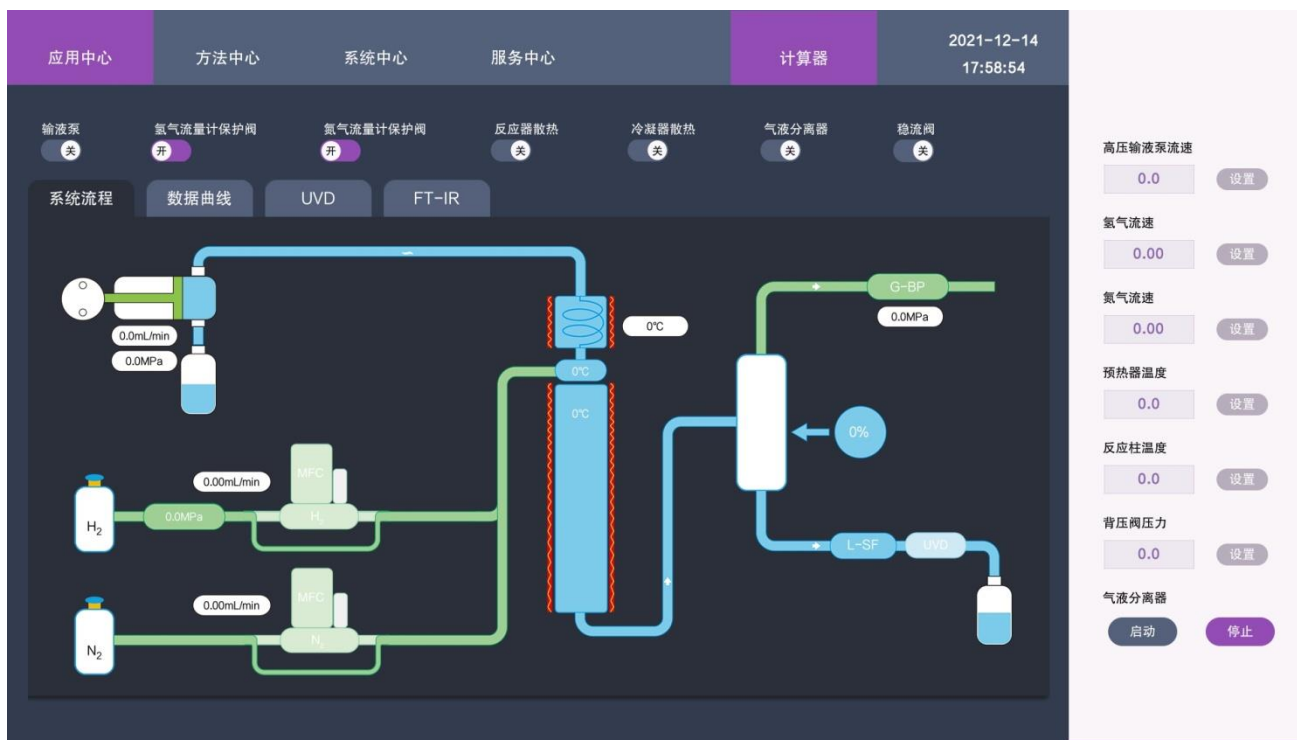 应用中心
方法中心
系统中心
服务中心
计算器
2021-12-14
17:58:54
输液泵
关
氢气流量计保护阀
开
氮气流量计保护阀
开
反应器散热
关
冷凝器散热
关
气液分离器
关
稳流阀
关
系统流程
数据曲线
UVD
FT-IR
0.0mL/min
0.0MPa
0℃
0℃
0℃
G-BP
0.0MPa
0%
0.00mL/min
MFC
H2
0.0MPa
H2
0.00mL/min
MFC
N2
N2
L-SF
UVD
高压输液泵流速
0.0
设置
氢气流速
0.00
设置
氮气流速
0.00
设置
预热器温度
0.0
设置
反应柱温度
0.0
设置
背压阀压力
0.0
设置
气液分离器
启动
停止